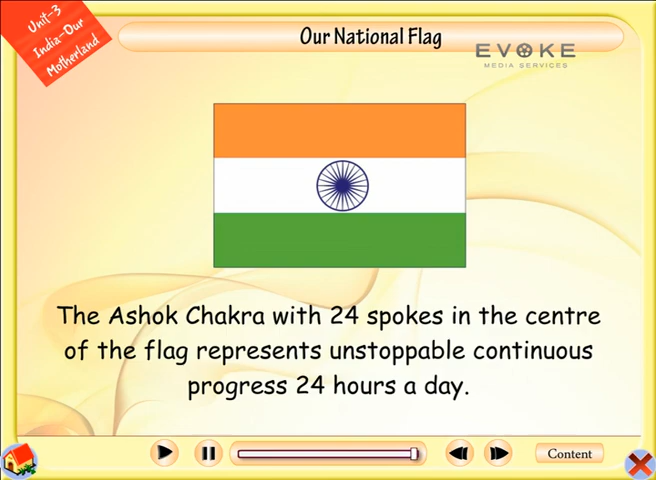 Unit-3
India-Our
Motherland
Our National Flag
EVOKE
MEDIA SERVICES
The Ashok Chakra with 24 spokes in the centre
of the flag represents unstoppable continuous
progress 24 hours a day.
Content